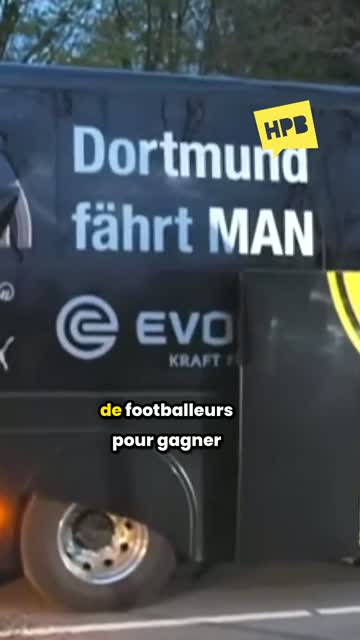 HPB
Dortmund
fährt MAN
EVO
KRAFT
de footballeurs
pour gagner